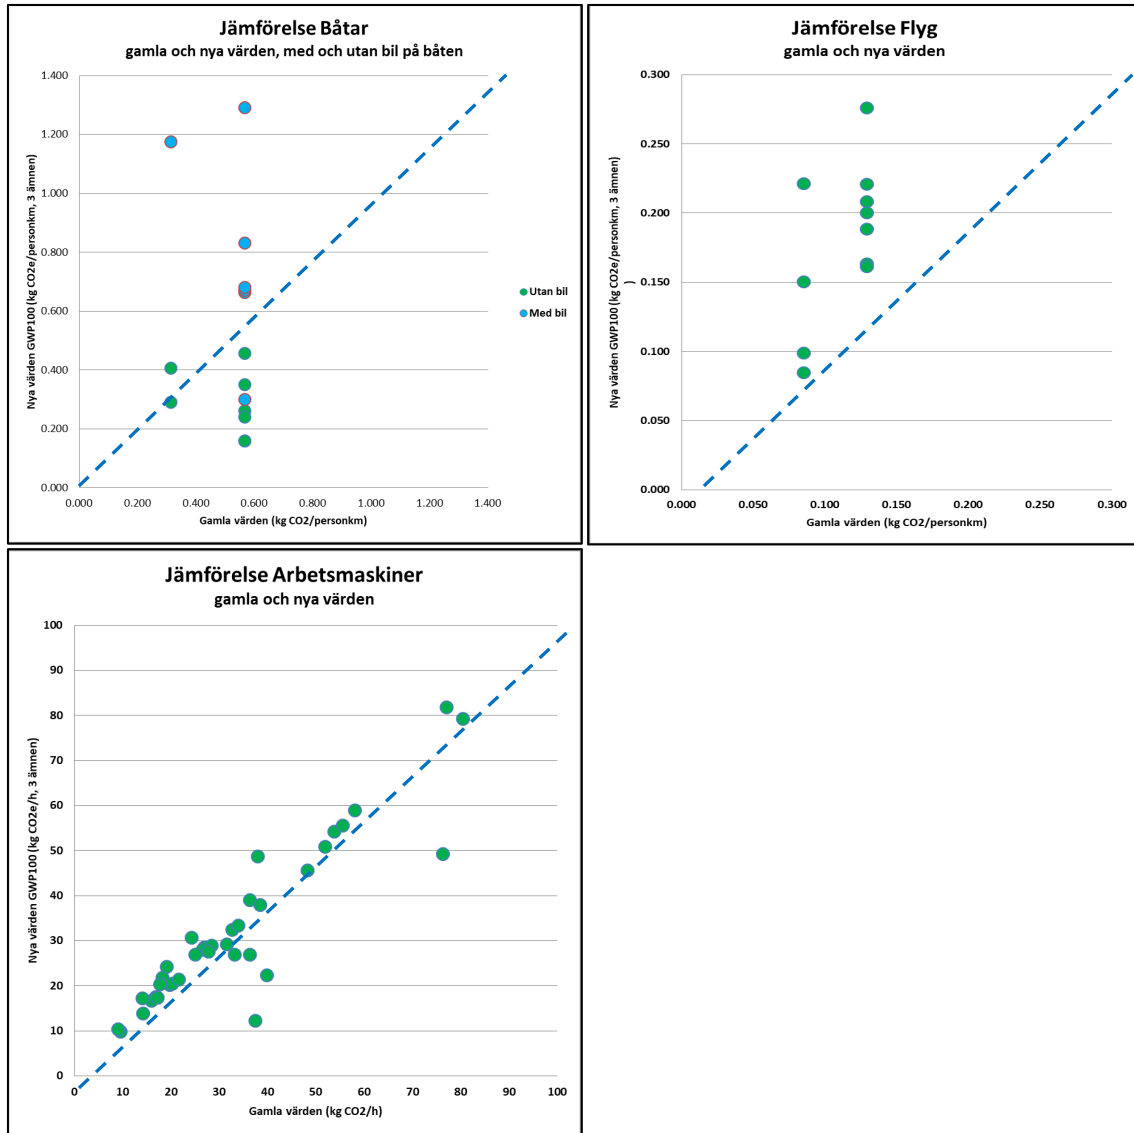 Jämförelse Båtar
gamla och nya värden, med och utan bil på båten
Nya värden GWP100 (kg CO2e/personkm, 3 ämnen)
1.400
1.200
1.000
0.800
0.600
0.400
0.200
0.000
0.000 0.200 0.400 0.600 0.800 1.000 1.200 1.400
Gamla värden (kg CO2/personkm)
Utan bil
Med bil
Jämförelse Flyg
gamla och nya värden
Nya värden GWP100 (kg CO2e/personkm, 3 ämnen)
)
0.300
0.250
0.200
0.150
0.100
0.050
0.000
0.000 0.050 0.100 0.150 0.200 0.250 0.300
Gamla värden (kg CO2/personkm)
Jämförelse Arbetsmaskiner
gamla och nya värden
Nya värden GWP100 (kg CO2e/h, 3 ämnen)
100
90
80
70
60
50
40
30
20
10
0
0 10 20 30 40 50 60 70 80 90 100
Gamla värden (kg CO2/h)